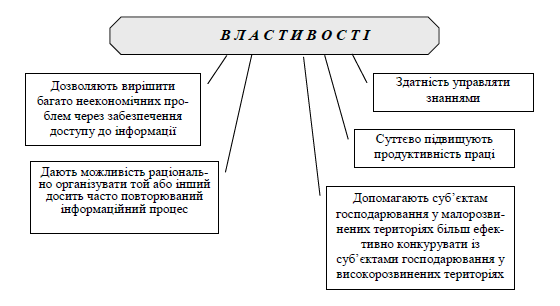 В Л А С Т И В О С Т І
Дозволяють вирішити
багато неекономічних про-
блем через забезпечення
доступу до інформації
Дають можливість раціональ-
но організувати той або інший
досить часто повторюваний
інформаційний процес
Здатність управляти
знаннями
Суттєво підвищують
продуктивність праці
Допомагають суб’єктам
господарювання у малорозви-
нених територіях більш ефек-
тивно конкурувати із
суб’єктами господарювання у
високорозвинених територіях